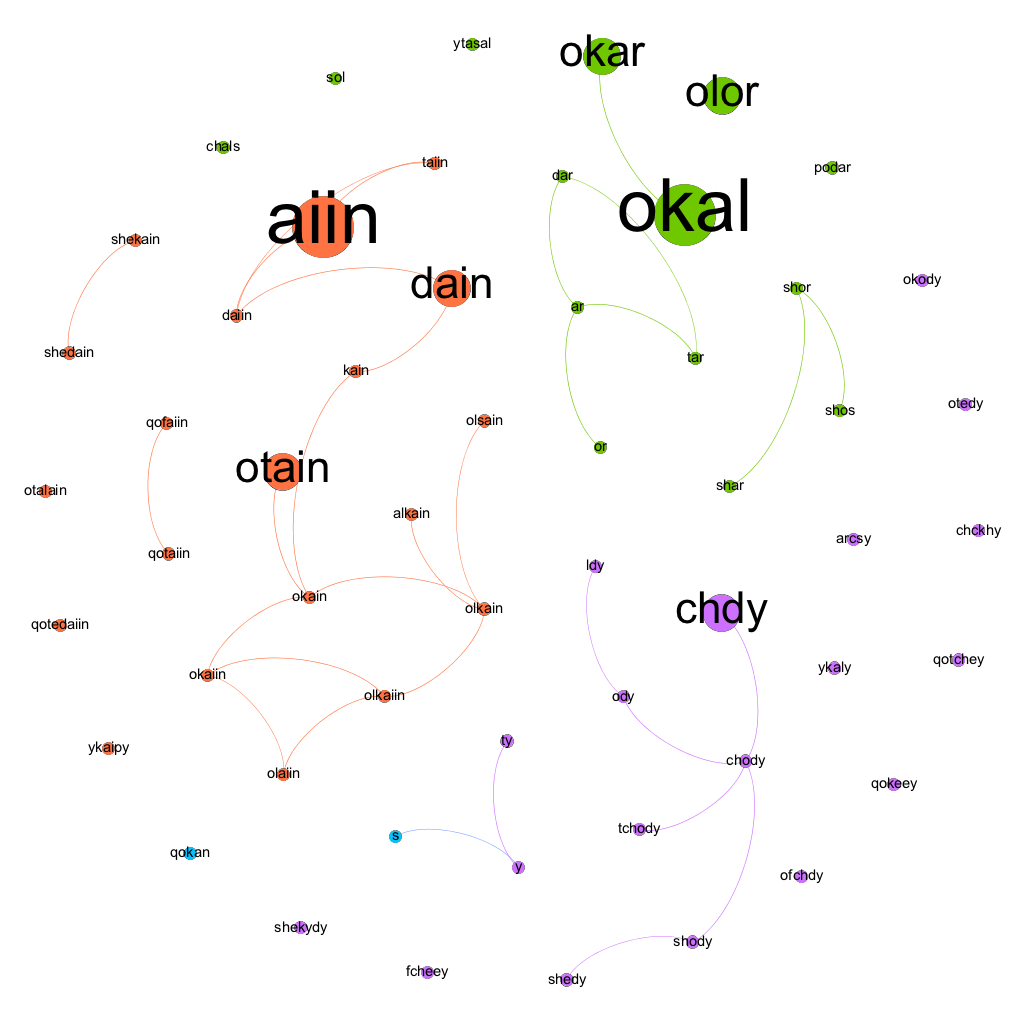 ytasal
okar
sol
olor
chals
taiin
podar
dar
aiin
okal
shekain
dain
okody
shor
ar
daiin
shedain
tar
kain
otedy
shos
qofaiin
olsain
or
otain
otalain
shar
alkain
chckhy
arcsy
qotaiin
ldy
okain
olkain
chdy
qotedaiin
qotchey
ykaly
okaiin
olkaiin
ody
ty
ykaipy
chody
olaiin
qokeey
tchody
s
qokan
y
ofchdy
shekydy
shody
fcheey
shedy